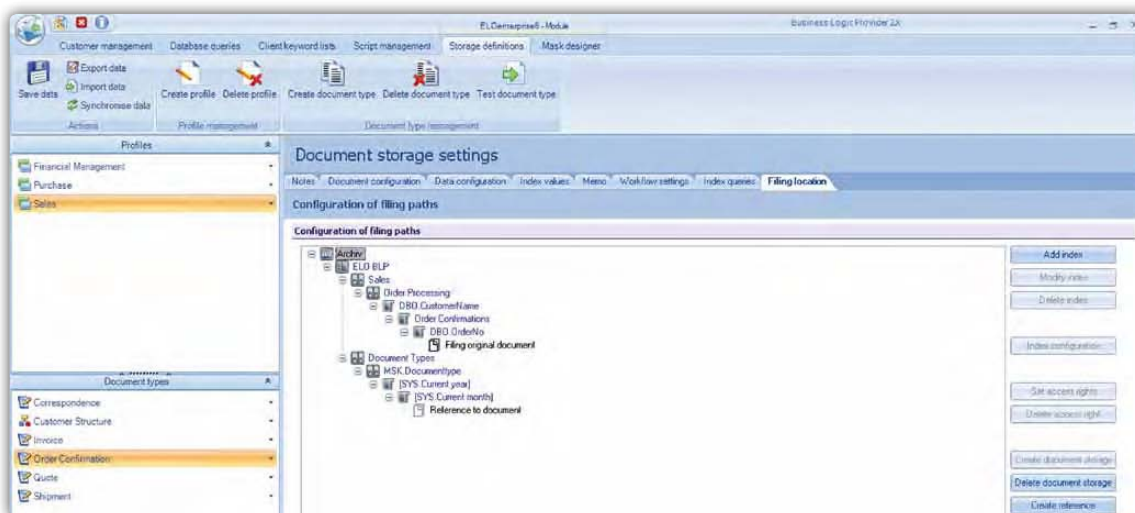 ELOenterprise6 - Module
Business Logic Provider 2.x
Customer management Database queries Client keyword lists Script management Storage definitions Mask designer
Save data
Export data
Import data
Synchronise data
Create profile Delete profile
Create document type Delete document type Test document type
Actions Profile management Document type management
Profiles
Financial Management
Purchase
Sales
Document types
Correspondence
Customer Structure
Invoice
Order Confirmation
Quote
Shipment
Document storage settings
Notes Document configuration Data configuration Index values Memo Workflow settings Index queries Filing location
Configuration of filing paths
Configuration of filing paths
Archiv
ELO BLP
Sales
Order Processing
DBO.CustomerName
Order Confirmations
DBO.OrderNo
Filing original document
Document Types
MSK.Documenttype
[SYS.Current year]
[SYS.Current month]
Reference to document
Add index
Modify index
Delete index
Index configuration
Set access rights
Delete access right
Create document storage
Delete document storage
Create reference